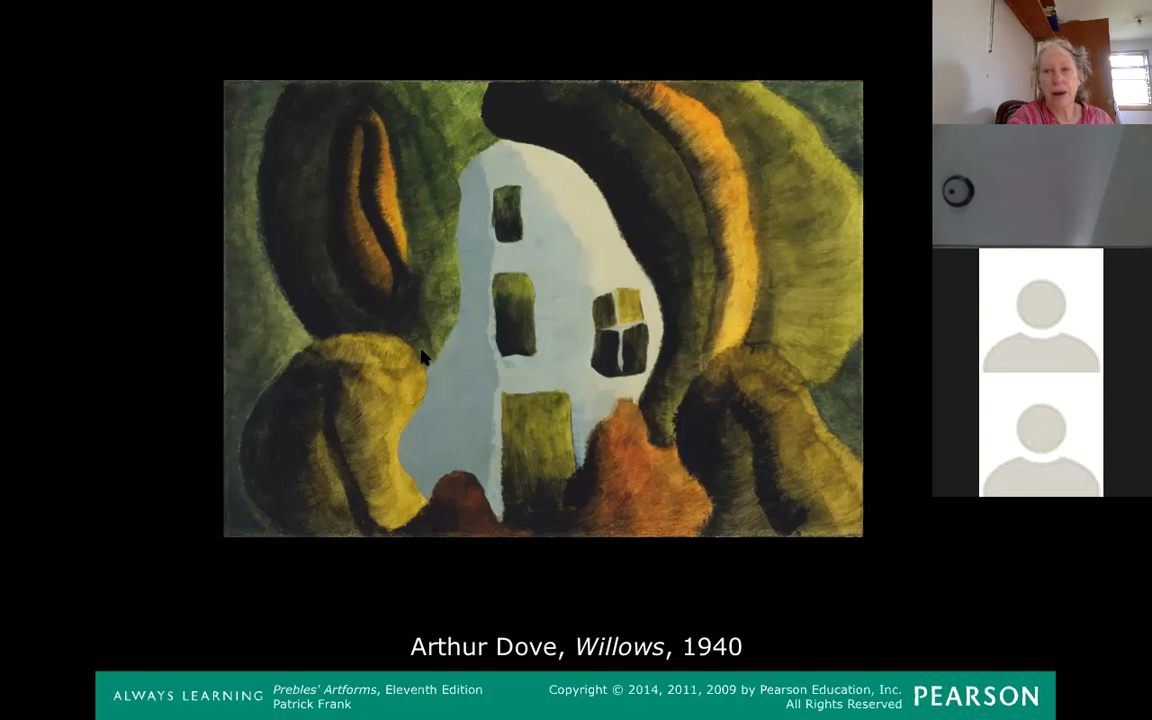 Arthur Dove, Willows, 1940
ALWAYS LEARNING
Prebles' Artforms, Eleventh Edition
Patrick Frank
Copyright © 2014, 2011, 2009 by Pearson Education, Inc.
All Rights Reserved
PEARSON